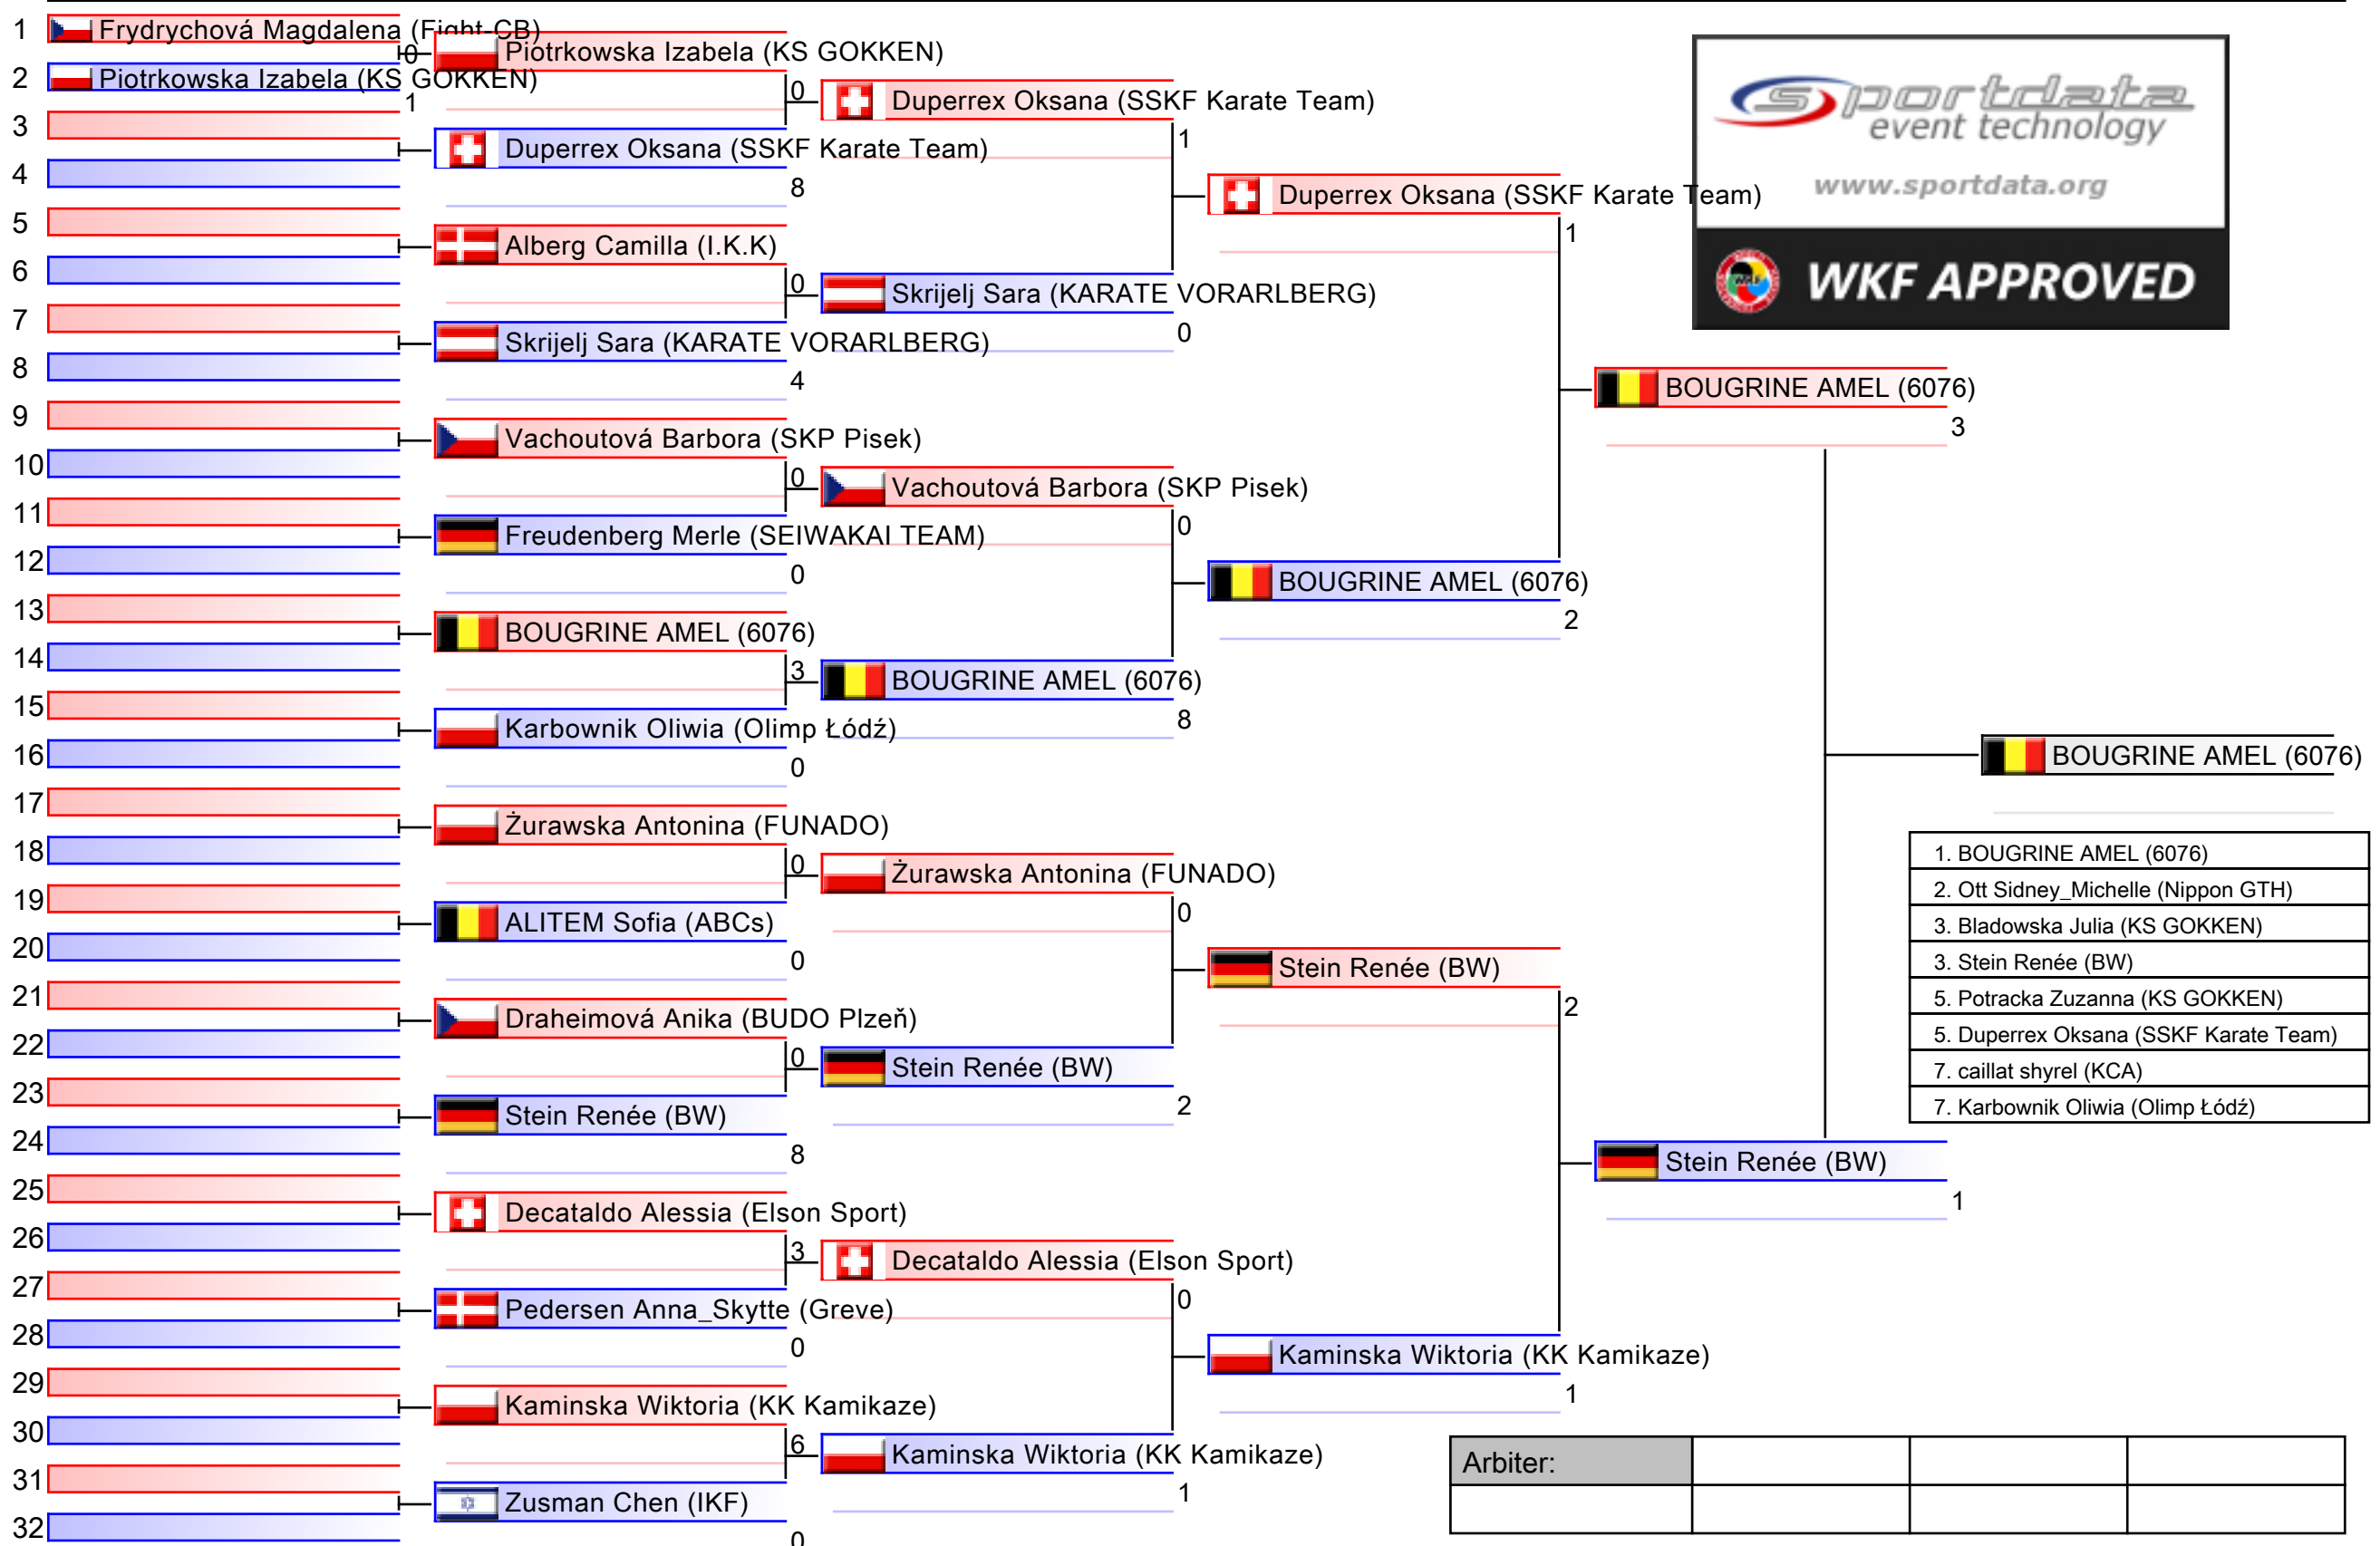 1 Frydrychová Magdalena (Fight-CB)
0
2 Piotrkowska Izabela (KS GOKKEN)
1
3
4
5
6
7
8
9
10
11
12
13
14
15
16
17
18
19
20
21
22
23
24
25
26
27
28
29
30
31
32
Piotrkowska Izabela (KS GOKKEN)
0
Duperrex Oksana (SSKF Karate Team)
8
Alberg Camilla (I.K.K)
0
Skrijelj Sara (KARATE VORARLBERG)
4
Vachoutová Barbora (SKP Pisek)
0
Freudenberg Merle (SEIWAKAI TEAM)
0
BOUGRINE AMEL (6076)
3
Karbownik Oliwia (Olimp Łódź)
0
Żurawska Antonina (FUNADO)
0
ALITEM Sofia (ABCs)
0
Draheimová Anika (BUDO Plzeň)
0
Stein Renée (BW)
8
Decataldo Alessia (Elson Sport)
3
Pedersen Anna_Skytte (Greve)
0
Kaminska Wiktoria (KK Kamikaze)
6
Zusman Chen (IKF)
0
Duperrex Oksana (SSKF Karate Team)
1
Skrijelj Sara (KARATE VORARLBERG)
0
Vachoutová Barbora (SKP Pisek)
0
BOUGRINE AMEL (6076)
8
Żurawska Antonina (FUNADO)
0
Stein Renée (BW)
2
Decataldo Alessia (Elson Sport)
0
Kaminska Wiktoria (KK Kamikaze)
1
Duperrex Oksana (SSKF Karate Team)
1
BOUGRINE AMEL (6076)
2
Stein Renée (BW)
2
Kaminska Wiktoria (KK Kamikaze)
1
BOUGRINE AMEL (6076)
3
Stein Renée (BW)
1
BOUGRINE AMEL (6076)
sportdata
event technology
www.sportdata.org
WKF APPROVED
1. BOUGRINE AMEL (6076)
2. Ott Sidney_Michelle (Nippon GTH)
3. Bladowska Julia (KS GOKKEN)
3. Stein Renée (BW)
5. Potracka Zuzanna (KS GOKKEN)
5. Duperrex Oksana (SSKF Karate Team)
7. caillat shyrel (KCA)
7. Karbownik Oliwia (Olimp Łódź)
Arbiter: